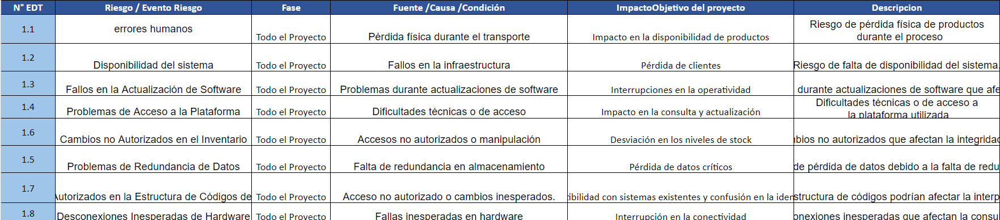 N° EDT Riesgo / Evento Riesgo Fase Fuente /Causa /Condición ImpactoObjetivo del proyecto Descripcion
1.1 errores humanos Todo el Proyecto Pérdida física durante el transporte Impacto en la disponibilidad de productos Riesgo de pérdida física de productos
durante el proceso
1.2 Disponibilidad del sistema Todo el Proyecto Fallos en la infraestructura Pérdida de clientes Riesgo de falta de disponibilidad del sistema.
1.3 Fallos en la Actualización de Software Todo el Proyecto Problemas durante actualizaciones de software Interrupciones en la operatividad durante actualizaciones de software que afe
1.4 Problemas de Acceso a la Plataforma Todo el Proyecto Dificultades técnicas o de acceso Impacto en la consulta y actualización Dificultades técnicas o de acceso a
la plataforma utilizada
1.6 Cambios no Autorizados en el Inventario Todo el Proyecto Accesos no autorizados o manipulación Desviación en los niveles de stock bios no autorizados que afectan la integridad
1.5 Problemas de Redundancia de Datos Todo el Proyecto Falta de redundancia en almacenamiento Pérdida de datos críticos de pérdida de datos debido a la falta de redu
1.7 Autorizados en la Estructura de Códigos de Todo el Proyecto Acceso no autorizado o cambios inesperados. tibilidad con sistemas existentes y confusión en la iden structura de códigos podrían afectar la interp
1.8 Desconexiones Inesperadas de Hardware Todo el Proyecto Fallas inesperadas en hardware Interrupción en la conectividad onexiones inesperadas que afectan la consu